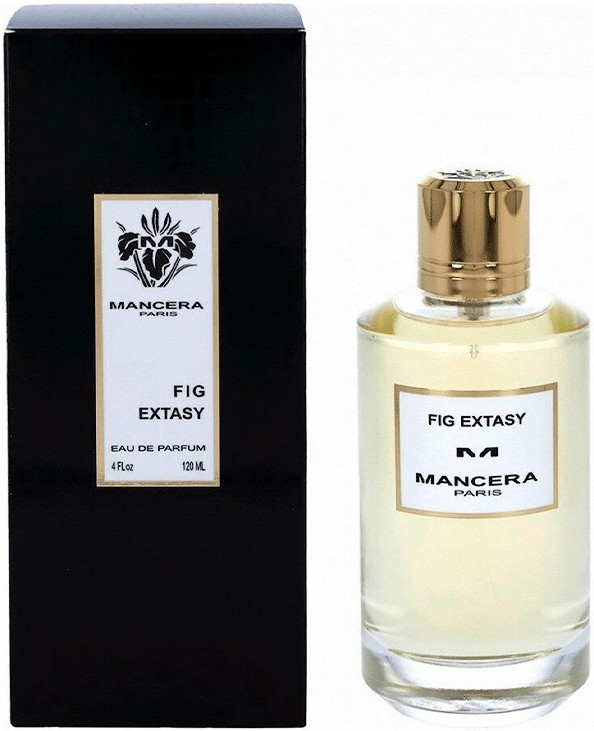 M
MANCERA
PARIS
FIG
EXTASY
EAU DE PARFUM
4 FLoz 120 ML
FIG EXTASY
M
MANCERA
PARIS